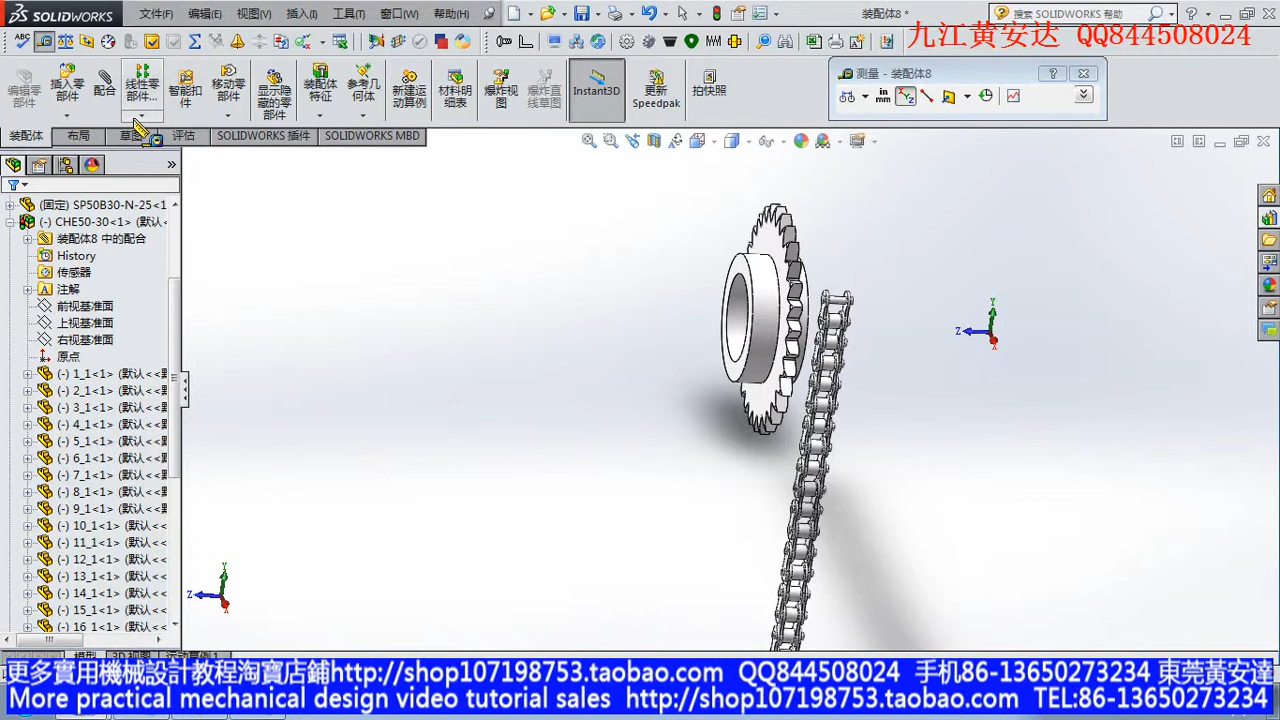 SOLIDWORKS
文件(F)
编辑(E)
视图(V)
插入(I)
工具(T)
窗口(W)
帮助(H)
装配体8 *
搜索 SOLIDWORKS 帮助
九江黄安达 QQ844508024
编辑零部件
插入零部件
配合
线性零部件...
智能扣件
移动零部件
显示隐藏的零部件
装配体特征
参考几何体
新建运动算例
材料明细表
爆炸视图
爆炸直线草图
Instant3D
更新 Speedpak
拍快照
测量 - 装配体8
in
mm
装配体
布局
评估
SOLIDWORKS 插件
SOLIDWORKS MBD
(固定) SP50B30-N-25<1
(-) CHE50-30<1> (默认<
装配体8 中的配合
History
传感器
注解
前视基准面
上视基准面
右视基准面
原点
(-) 1_1<1> (默认<<默
(-) 2_1<1> (默认<<默
(-) 3_1<1> (默认<<默
(-) 4_1<1> (默认<<默
(-) 5_1<1> (默认<<默
(-) 6_1<1> (默认<<默
(-) 7_1<1> (默认<<默
(-) 8_1<1> (默认<<默
(-) 9_1<1> (默认<<默
(-) 10_1<1> (默认<<
(-) 11_1<1> (默认<<
(-) 12_1<1> (默认<<
(-) 13_1<1> (默认<<
(-) 14_1<1> (默认<<
(-) 15_1<1> (默认<<
(-) 16_1<1> (默认<<
Y
Z
X
Y
Z
X
更多實用機械設計教程淘寶店鋪http://shop107198753.taobao.com QQ844508024 手机86-13650273234 東莞黃安達
More practical mechanical design video tutorial sales http://shop107198753.taobao.com TEL:86-13650273234